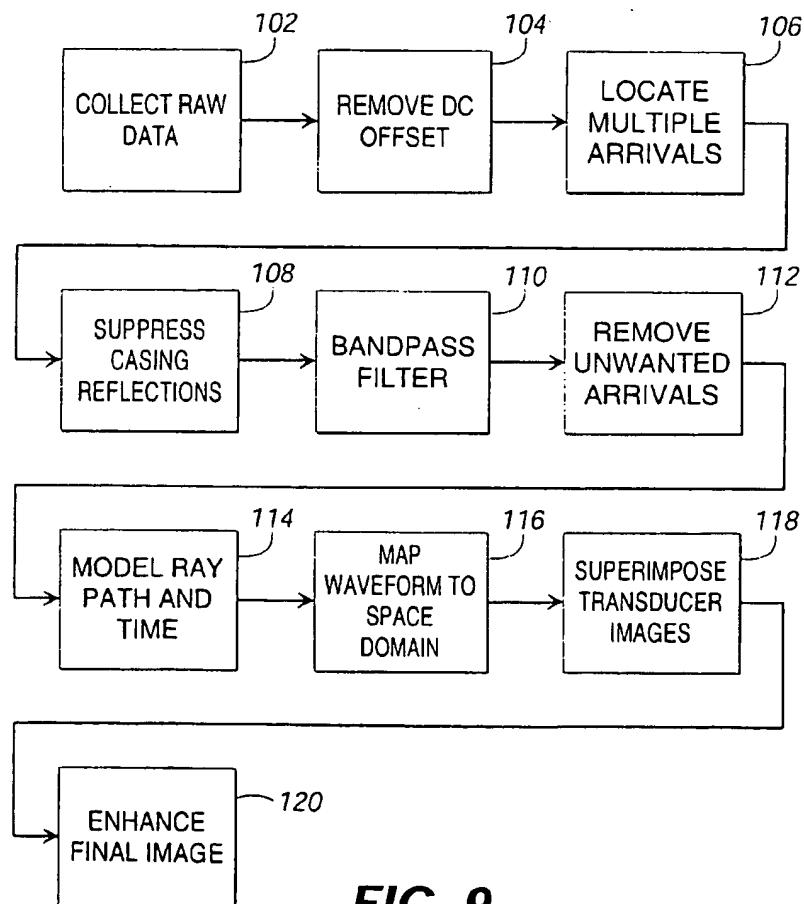 102
COLLECT RAW
DATA
104
REMOVE DC
OFFSET
106
LOCATE
MULTIPLE
ARRIVALS
108
SUPPRESS
CASING
REFLECTIONS
110
BANDPASS
FILTER
112
REMOVE
UNWANTED
ARRIVALS
114
MODEL RAY
PATH AND
TIME
116
MAP
WAVEFORM TO
SPACE
DOMAIN
118
SUPERIMPOSE
TRANSDUCER
IMAGES
120
ENHANCE
FINAL IMAGE
FIG. 9